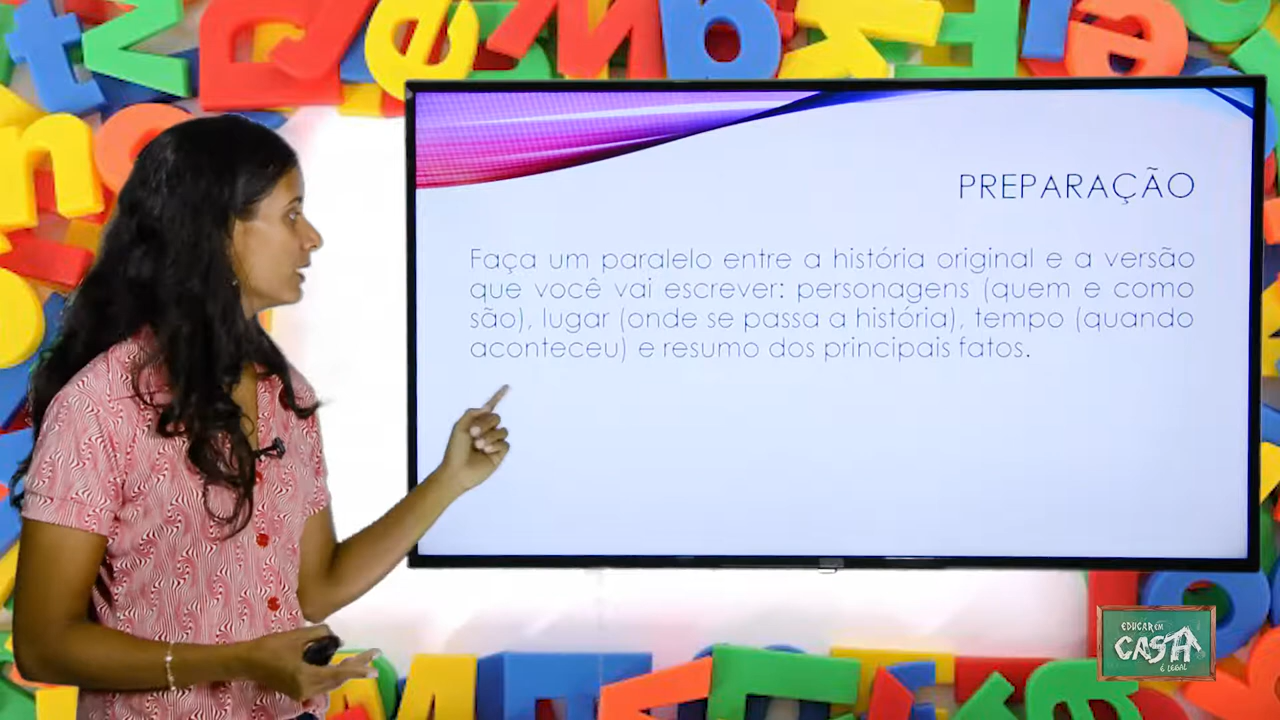 PREPARAÇÃO
Faça um paralelo entre a história original e a versão
que você vai escrever: personagens (quem e como
são), lugar (onde se passa a história), tempo (quando
aconteceu) e resumo dos principais fatos.
EDUCAR EM
CASA
É LEGAL